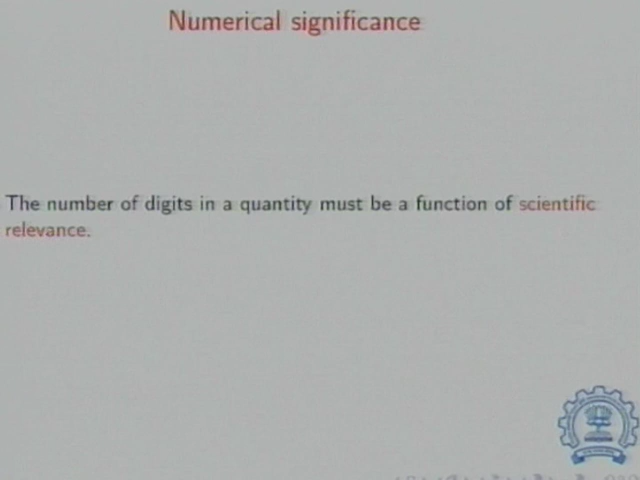 Numerical significance
The number of digits in a quantity must be a function of scientific
relevance.